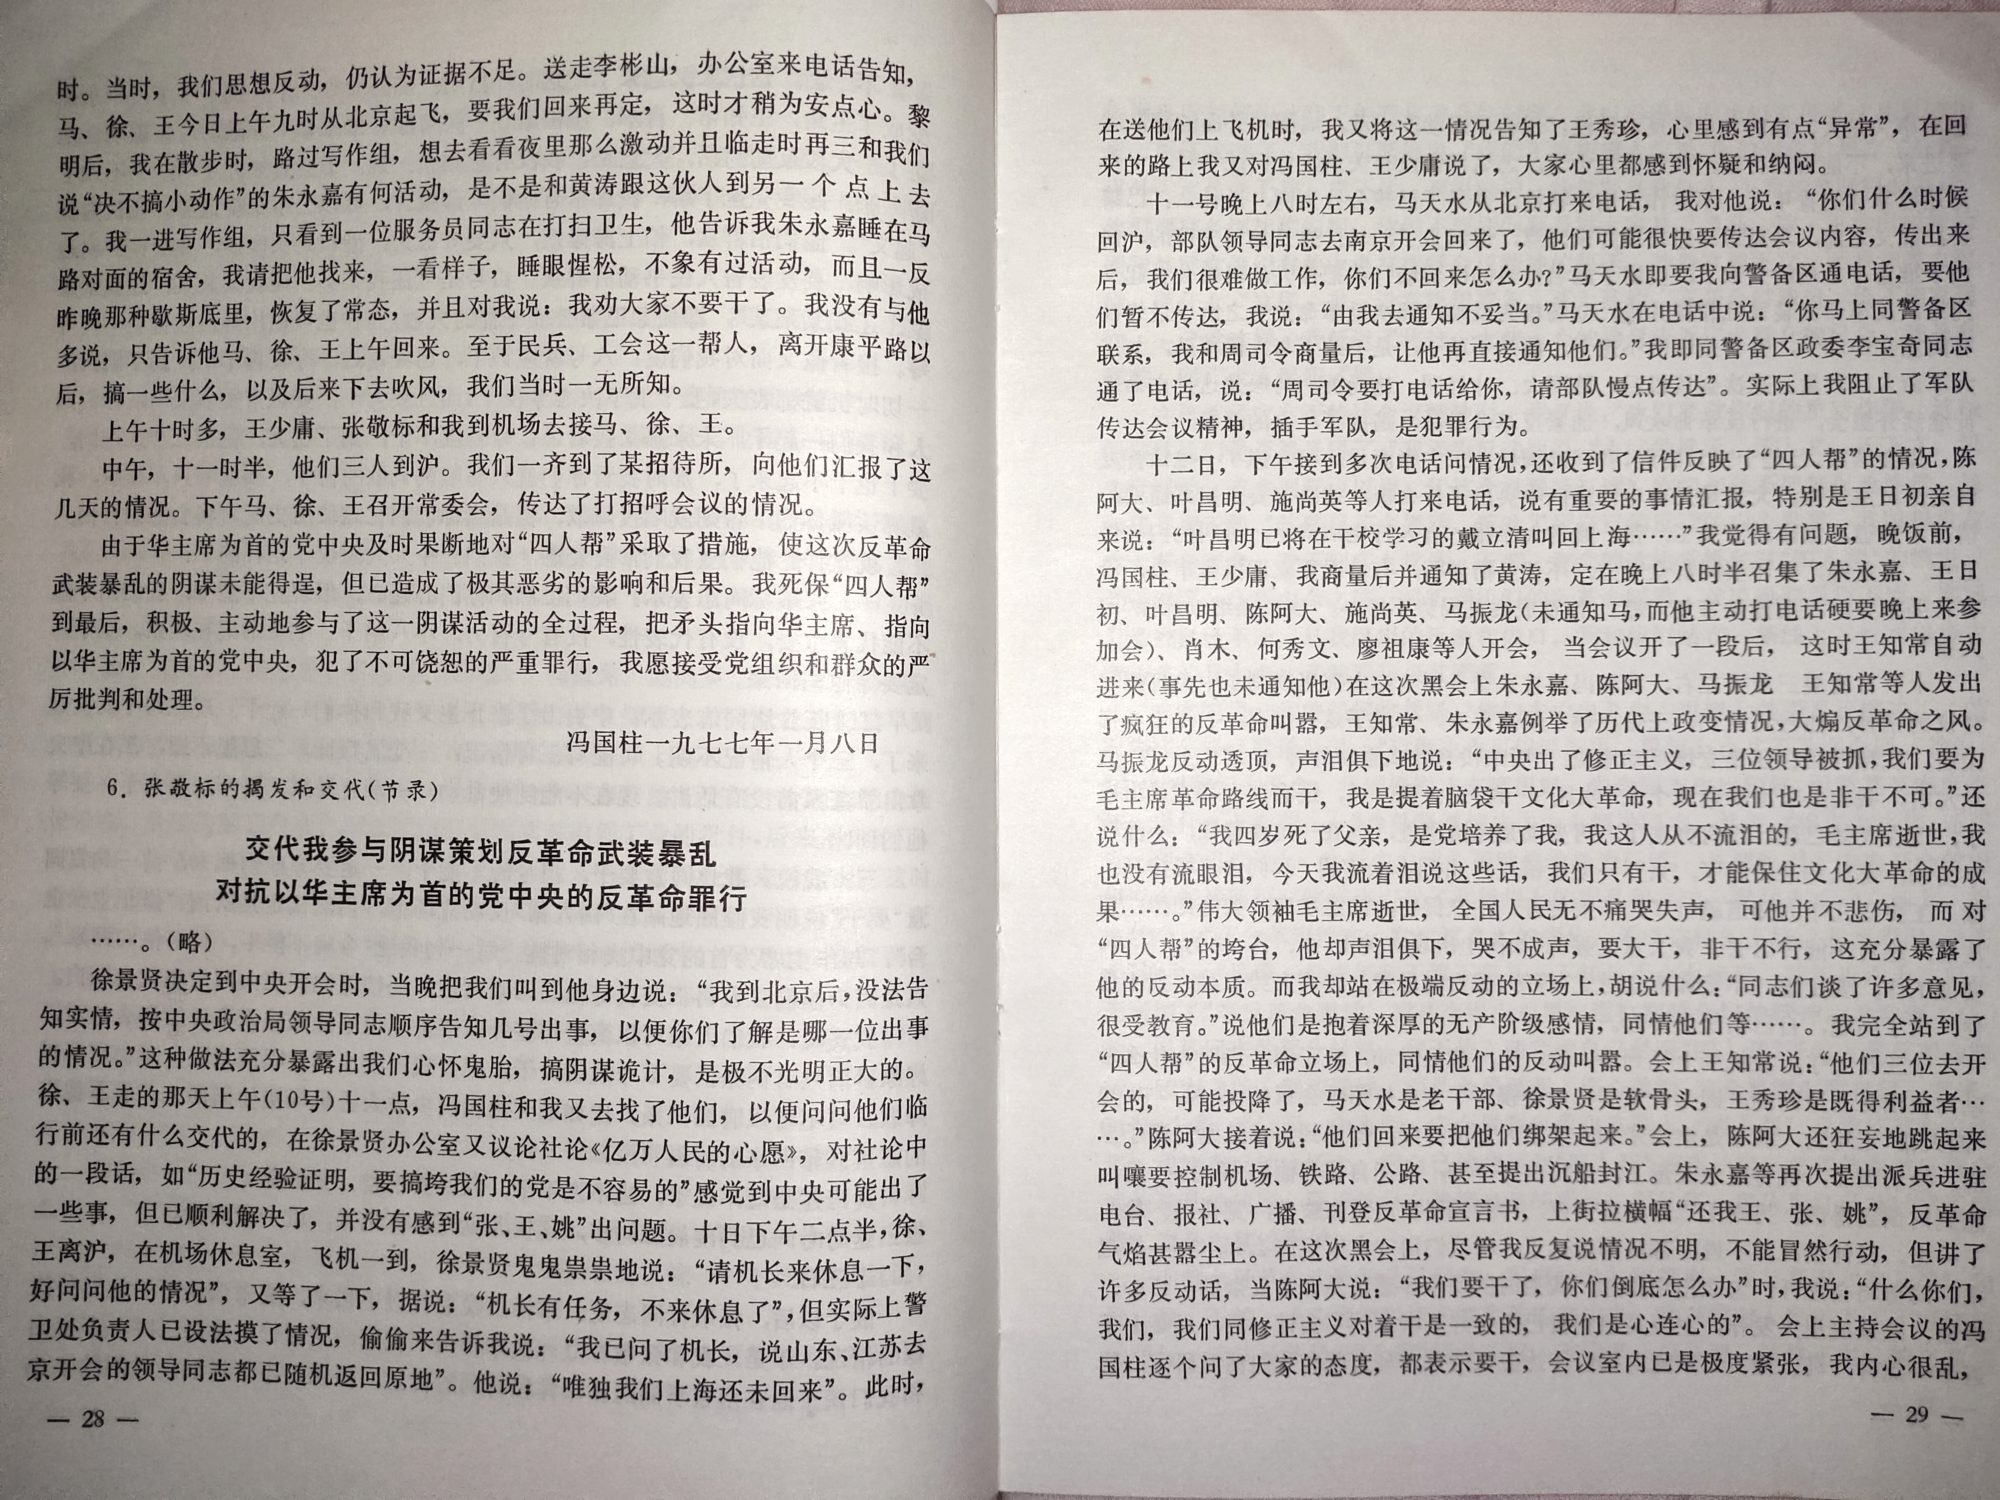 时。当时，我们思想反动，仍认为证据不足。送走李彬山，办公室来电话告知，
马、徐、王今日上午九时从北京起飞，要我们回来再定，这时才稍为安点心。黎
明后，我在散步时，路过写作组，想去看看夜里那么激动并且临走时再三和我们
说“决不搞小动作”的朱永嘉有何活动，是不是和黄涛跟这伙人到另一个点上去
了。我一进写作组，只看到一位服务员同志在打扫卫生，他告诉我朱永嘉睡在马
路对面的宿舍，我请把他找来，一看样子，睡眼惺松，不象有过活动，而且一反
昨晚那种歇斯底里，恢复了常态，并且对我说：我劝大家不要干了。我没有与他
多说，只告诉他马、徐、王上午回来。至于民兵、工会这一帮人，离开康平路以
后，搞一些什么，以及后来下去吹风，我们当时一无所知。
上午十时多，王少庸、张敬标和我到机场去接马、徐、王。
中午，十一时半，他们三人到沪。我们一齐到了某招待所，向他们汇报了这
几天的情况。下午马、徐、王召开常委会，传达了打招呼会议的情况。
由于华主席为首的党中央及时果断地对“四人帮”采取了措施，使这次反革命
武装暴乱的阴谋未能得逞，但已造成了极其恶劣的影响和后果。我死保“四人帮”
到最后，积极、主动地参与了这一阴谋活动的全过程，把矛头指向华主席、指向
以华主席为首的党中央，犯了不可饶恕的严重罪行，我愿接受党组织和群众的严
厉批判和处理。
冯国柱一九七七年一月八日
6．张敬标的揭发和交代(节录)
交代我参与阴谋策划反革命武装暴乱
对抗以华主席为首的党中央的反革命罪行
……。(略)
徐景贤决定到中央开会时，当晚把我们叫到他身边说：“我到北京后，没法告
知实情，按中央政治局领导同志顺序告知几号出事，以便你们了解是哪一位出事
的情况。”这种做法充分暴露出我们心怀鬼胎，搞阴谋诡计，是极不光明正大的。
徐、王走的那天上午(10号)十一点，冯国柱和我又去找了他们，以便问问他们临
行前还有什么交代的，在徐景贤办公室又议论社论《亿万人民的心愿》，对社论中
的一段话，如“历史经验证明，要搞垮我们的党是不容易的”感觉到中央可能出了
一些事，但已顺利解决了，并没有感到“张、王、姚”出问题。十日下午二点半，徐、
王离沪，在机场休息室，飞机一到，徐景贤鬼鬼祟祟地说：“请机长来休息一下，
好问问他的情况”，又等了一下，据说：“机长有任务，不来休息了”，但实际上警
卫处负责人已设法摸了情况，偷偷来告诉我说：“我已问了机长，说山东、江苏去
京开会的领导同志都已随机返回原地”。他说：“唯独我们上海还未回来”。此时，
— 28 —
在送他们上飞机时，我又将这一情况告知了王秀珍，心里感到有点“异常”，在回
来的路上我又对冯国柱、王少庸说了，大家心里都感到怀疑和纳闷。
十一号晚上八时左右，马天水从北京打来电话，我对他说：“你们什么时候
回沪，部队领导同志去南京开会回来了，他们可能很快要传达会议内容，传出来
后，我们很难做工作，你们不回来怎么办？”马天水即要我向警备区通电话，要他
们暂不传达，我说：“由我去通知不妥当。”马天水在电话中说：“你马上同警备区
联系，我和周司令商量后，让他再直接通知他们。”我即同警备区政委李宝奇同志
通了电话，说：“周司令要打电话给你，请部队慢点传达”。实际上我阻止了军队
传达会议精神，插手军队，是犯罪行为。
十二日，下午接到多次电话问情况，还收到了信件反映了“四人帮”的情况，陈
阿大、叶昌明、施尚英等人打来电话，说有重要的事情汇报，特别是王日初亲自
来说：“叶昌明已将在干校学习的戴立清叫回上海……”我觉得有问题，晚饭前，
冯国柱、王少庸、我商量后并通知了黄涛，定在晚上八时半召集了朱永嘉、王日
初、叶昌明、陈阿大、施尚英、马振龙(未通知马，而他主动打电话硬要晚上来参
加会)、肖木、何秀文、廖祖康等人开会，当会议开了一段后，这时王知常自动
进来(事先也未通知他)在这次黑会上朱永嘉、陈阿大、马振龙　王知常等人发出
了疯狂的反革命叫嚣，王知常、朱永嘉例举了历代上政变情况，大煽反革命之风。
马振龙反动透顶，声泪俱下地说：“中央出了修正主义，三位领导被抓，我们要为
毛主席革命路线而干，我是提着脑袋干文化大革命，现在我们也是非干不可。”还
说什么：“我四岁死了父亲，是党培养了我，我这人从不流泪的，毛主席逝世，我
也没有流眼泪，今天我流着泪说这些话，我们只有干，才能保住文化大革命的成
果……。”伟大领袖毛主席逝世，全国人民无不痛哭失声，可他并不悲伤，而对
“四人帮”的垮台，他却声泪俱下，哭不成声，要大干，非干不行，这充分暴露了
他的反动本质。而我却站在极端反动的立场上，胡说什么：“同志们谈了许多意见，
很受教育。”说他们是抱着深厚的无产阶级感情，同情他们等……。我完全站到了
“四人帮”的反革命立场上，同情他们的反动叫嚣。会上王知常说：“他们三位去开
会的，可能投降了，马天水是老干部、徐景贤是软骨头，王秀珍是既得利益者…
…。”陈阿大接着说：“他们回来要把他们绑架起来。”会上，陈阿大还狂妄地跳起来
叫嚷要控制机场、铁路、公路、甚至提出沉船封江。朱永嘉等再次提出派兵进驻
电台、报社、广播、刊登反革命宣言书，上街拉横幅“还我王、张、姚”，反革命
气焰甚嚣尘上。在这次黑会上，尽管我反复说情况不明，不能冒然行动，但讲了
许多反动话，当陈阿大说：“我们要干了，你们倒底怎么办”时，我说：“什么你们，
我们，我们同修正主义对着干是一致的，我们是心连心的”。会上主持会议的冯
国柱逐个问了大家的态度，都表示要干，会议室内已是极度紧张，我内心很乱，
— 29 —